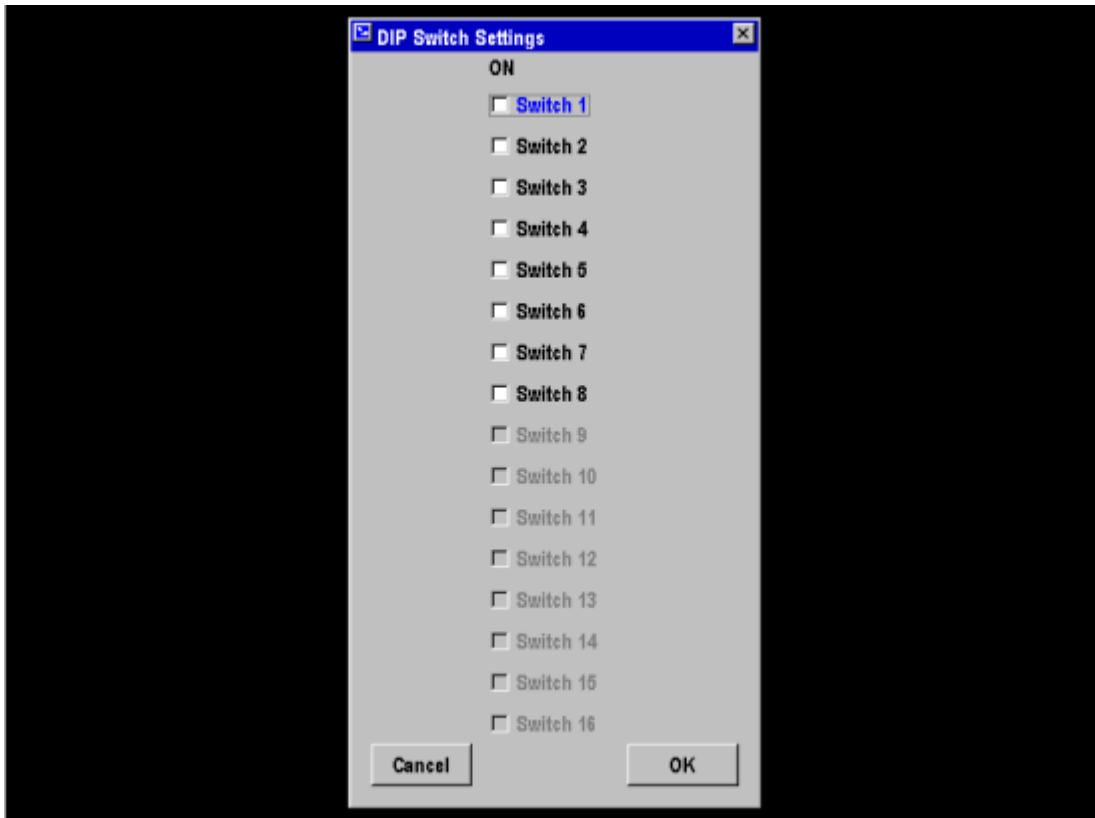 DIP Switch Settings
ON
Switch 1
Switch 2
Switch 3
Switch 4
Switch 5
Switch 6
Switch 7
Switch 8
Switch 9
Switch 10
Switch 11
Switch 12
Switch 13
Switch 14
Switch 15
Switch 16
Cancel OK